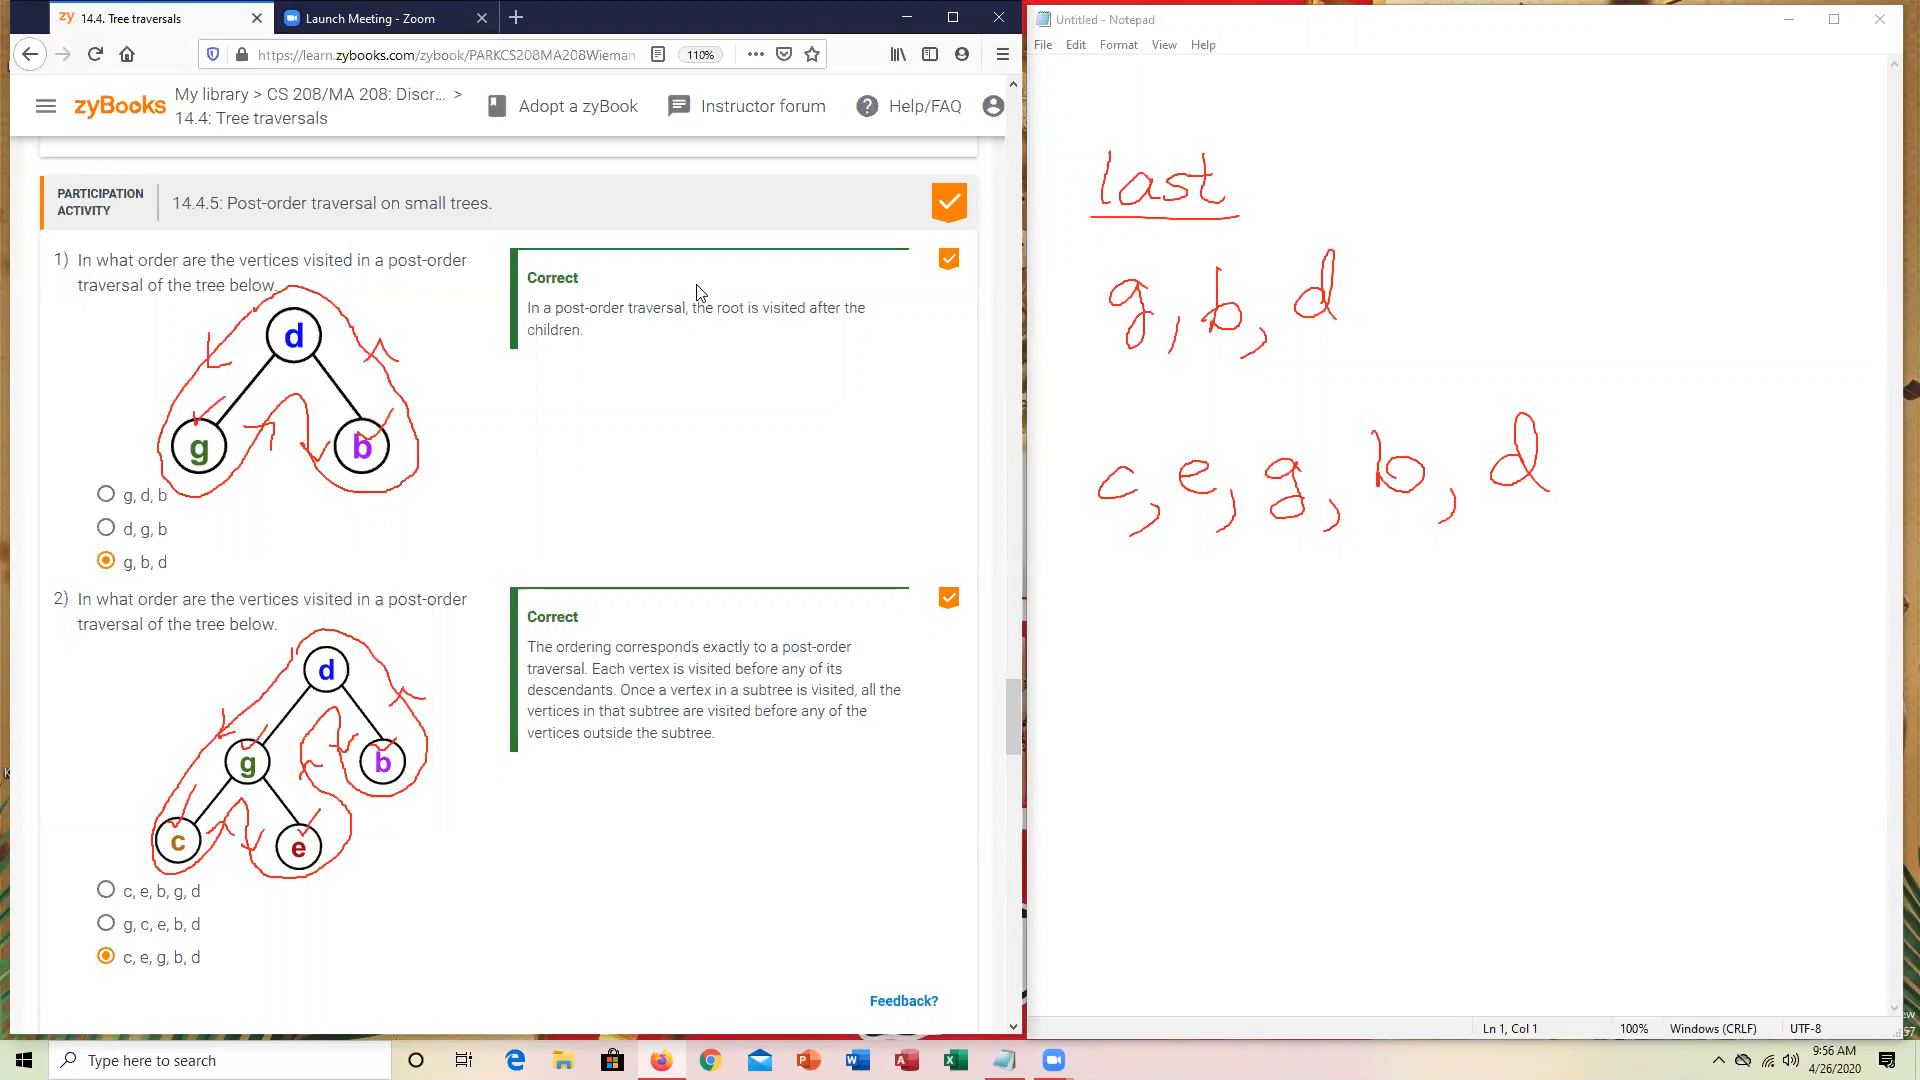 14.4. Tree traversals
Launch Meeting - Zoom
https://learn.zybooks.com/zybook/PARKCS208MA208Wieman
110%
zyBooks
My library > CS 208/MA 208: Discr... >
14.4: Tree traversals
Adopt a zyBook
Instructor forum
Help/FAQ
PARTICIPATION
ACTIVITY
14.4.5: Post-order traversal on small trees.
1) In what order are the vertices visited in a post-order
traversal of the tree below.
d
g
b
g, d, b
d, g, b
g, b, d
Correct
In a post-order traversal, the root is visited after the
children.
2) In what order are the vertices visited in a post-order
traversal of the tree below.
d
g
b
c
e
c, e, b, g, d
g, c, e, b, d
c, e, g, b, d
Correct
The ordering corresponds exactly to a post-order
traversal. Each vertex is visited before any of its
descendants. Once a vertex in a subtree is visited, all the
vertices in that subtree are visited before any of the
vertices outside the subtree.
Feedback?
Untitled - Notepad
File Edit Format View Help
last
g, b, d
c, e, g, b, d
Ln 1, Col 1
100%
Windows (CRLF)
UTF-8
Type here to search
9:56 AM
4/26/2020